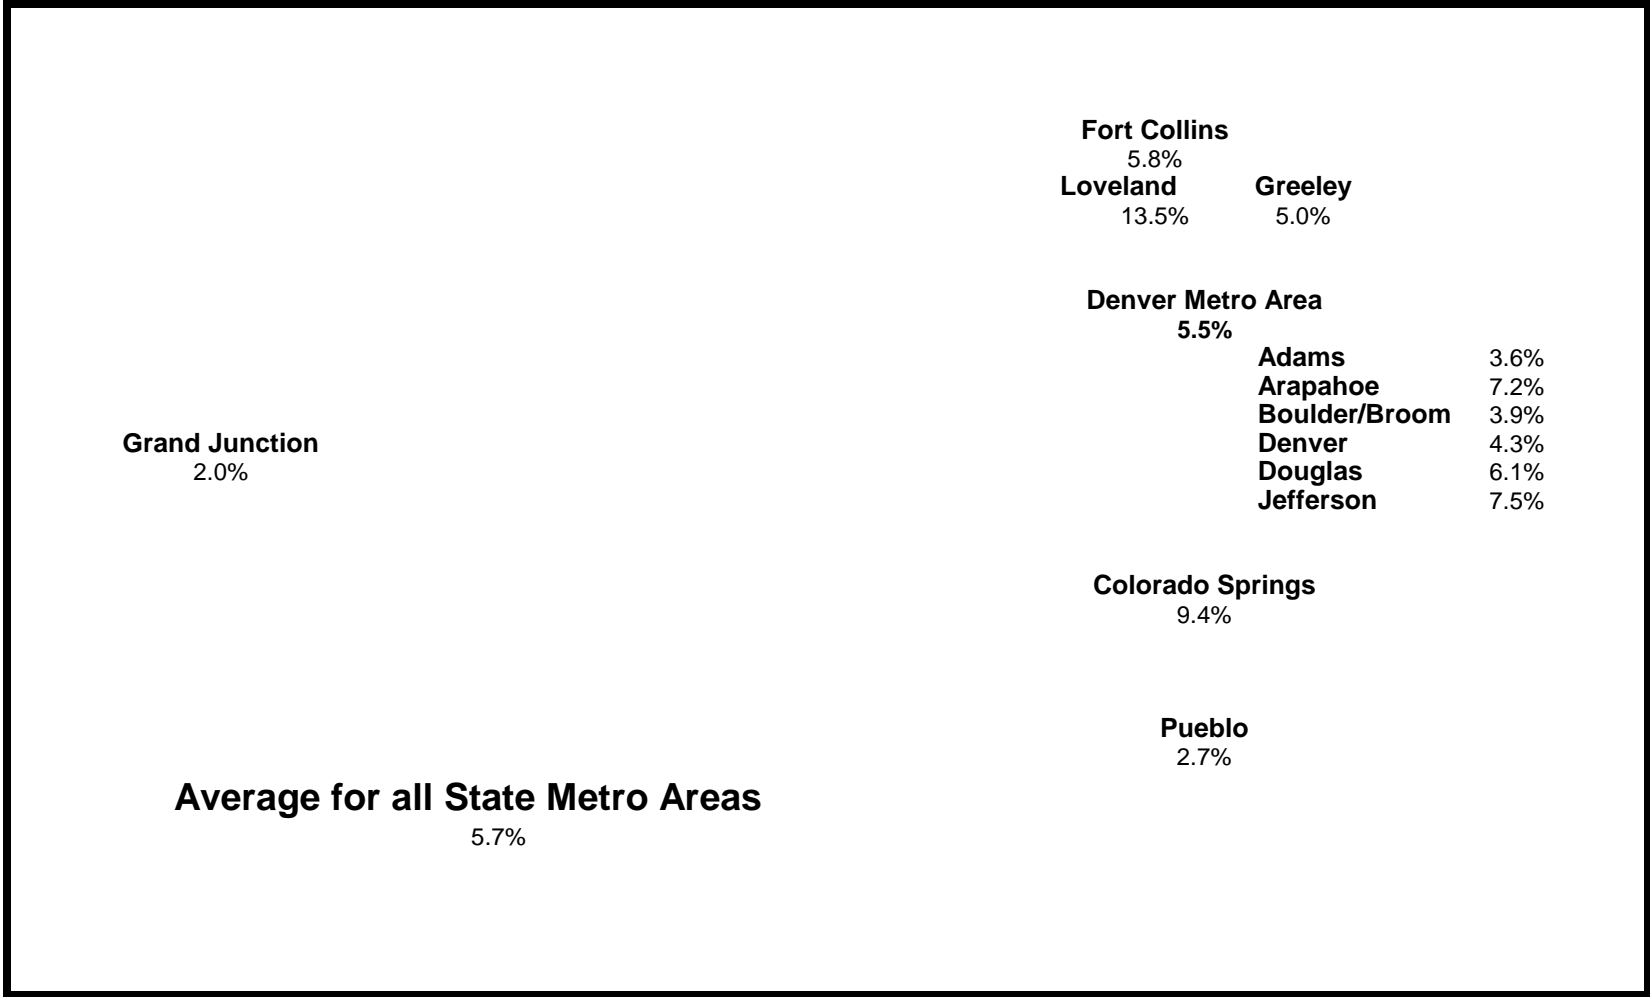 Fort Collins
5.8%
Loveland Greeley
13.5% 5.0%
Denver Metro Area
5.5%
Adams 3.6%
Arapahoe 7.2%
Boulder/Broom 3.9%
Grand Junction Denver 4.3%
2.0% Douglas 6.1%
Jefferson 7.5%
Colorado Springs
9.4%
Pueblo
2.7%
Average for all State Metro Areas
5.7%